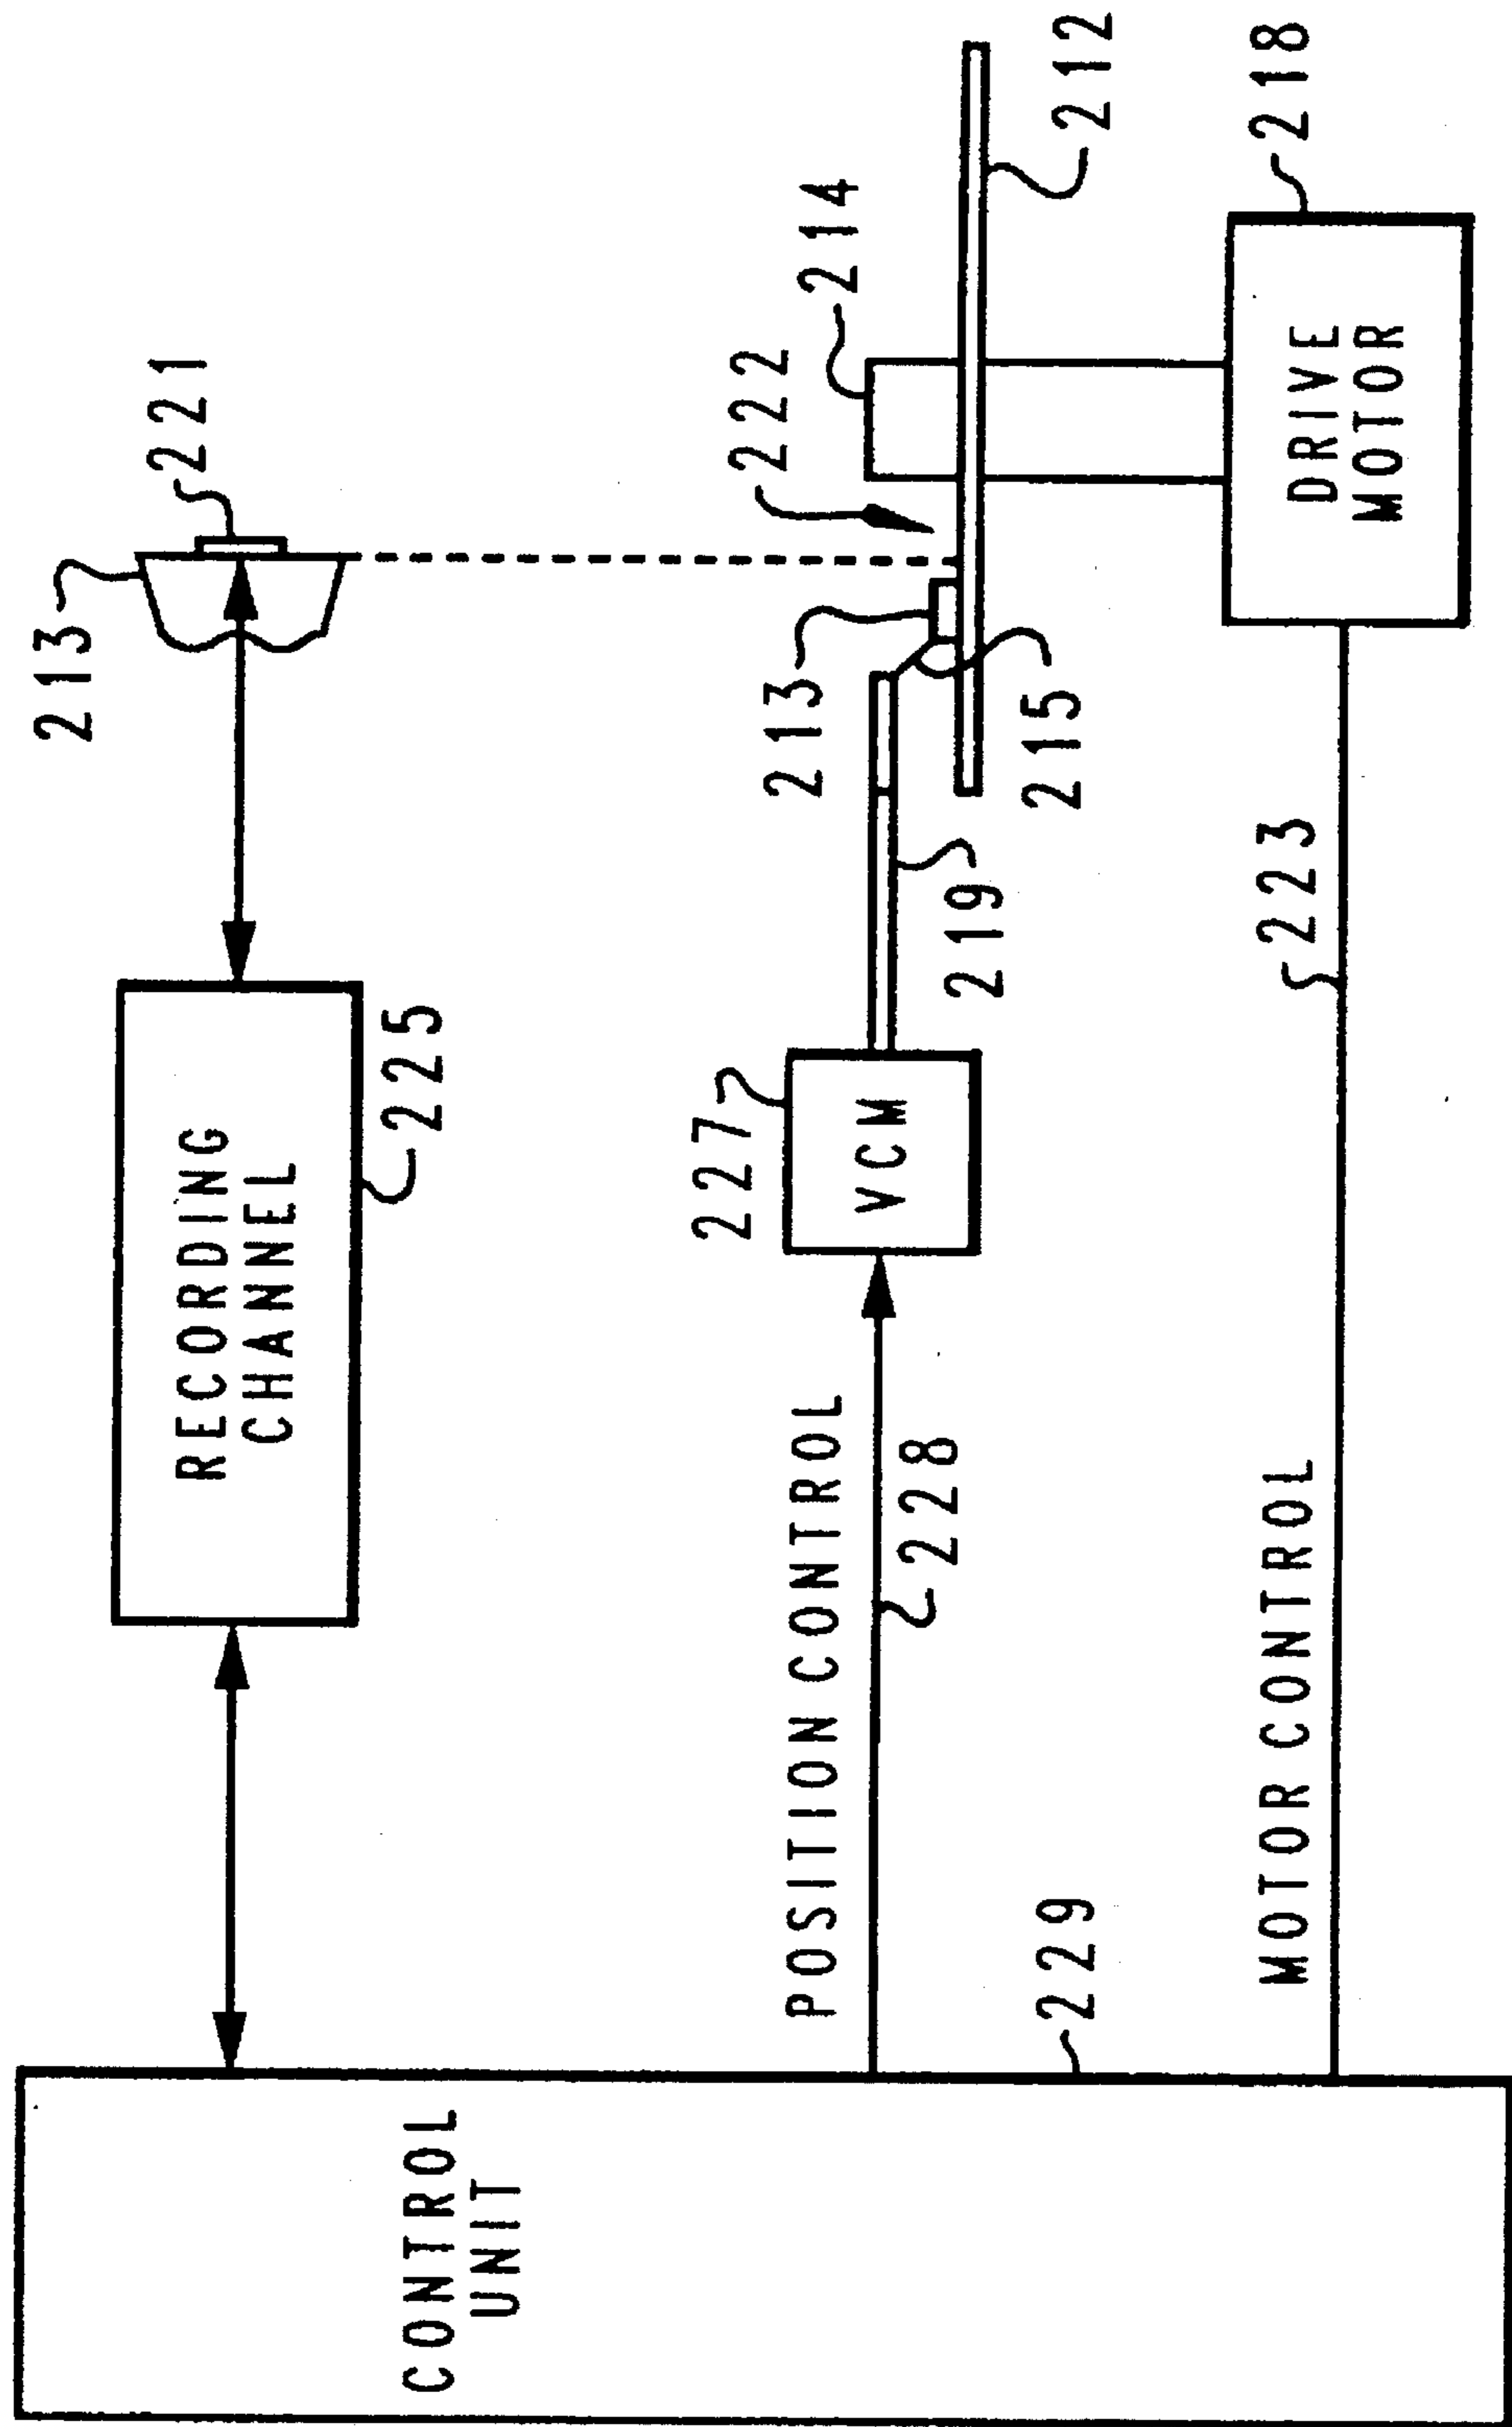 213
221
RECORDING
CHANNEL
225
222
214
212
213
215
219
227
VCM
POSITION CONTROL
228
218
DRIVE
MOTOR
223
MOTOR CONTROL
229
CONTROL
UNIT